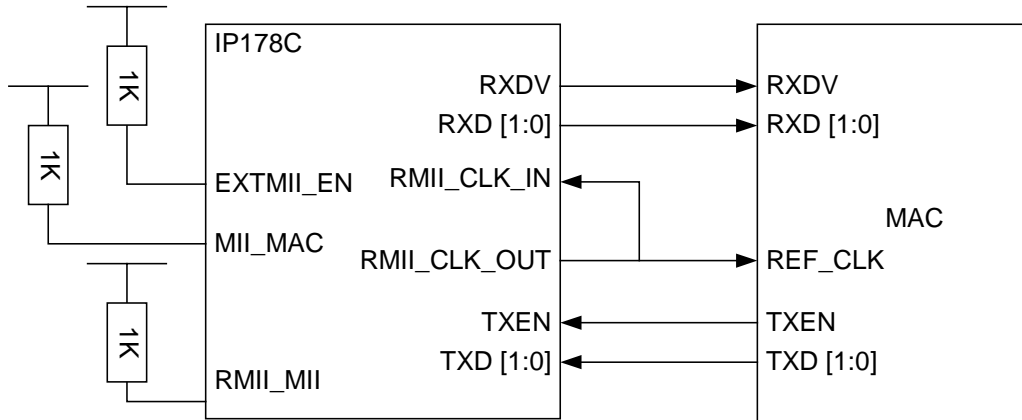 IP178C
1K
1K
EXTMII_EN
MII_MAC
1K
RMII_MII
RXDV
RXD [1:0]
RMII_CLK_IN
RMII_CLK_OUT
TXEN
TXD [1:0]
RXDV
RXD [1:0]
MAC
REF_CLK
TXEN
TXD [1:0]